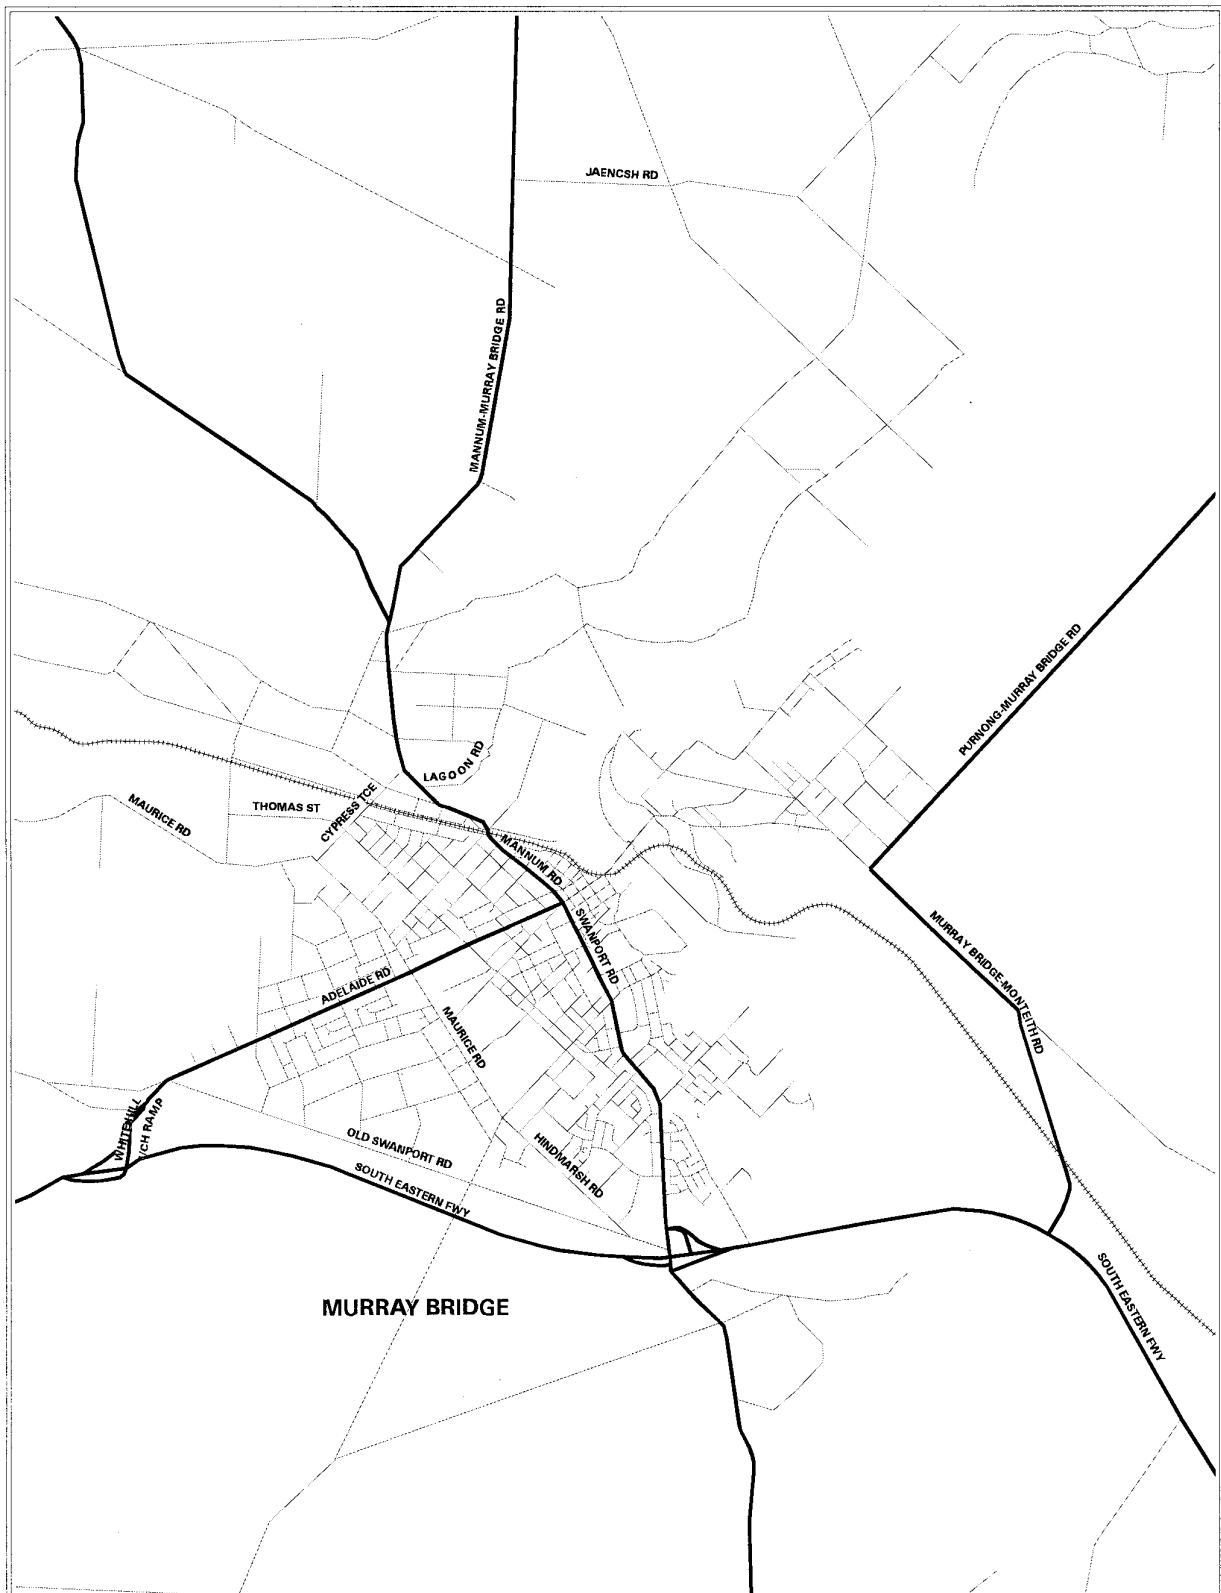 JAENCSH RD
MANNUM-MURRAY BRIDGE RD
PURNONG-MURRAY BRIDGE RD
LAGOON RD
THOMAS ST
CYPRESS TCE
MAURICE RD
MANNUM RD
SWANPORT RD
MURRAY BRIDGE-MONTEITH RD
ADELAIDE RD
MAURICE RD
OLD SWANPORT RD
HINDMARSH RD
SOUTH EASTERN FWY
RAMP
SOUTH EASTERN FWY
MURRAY BRIDGE